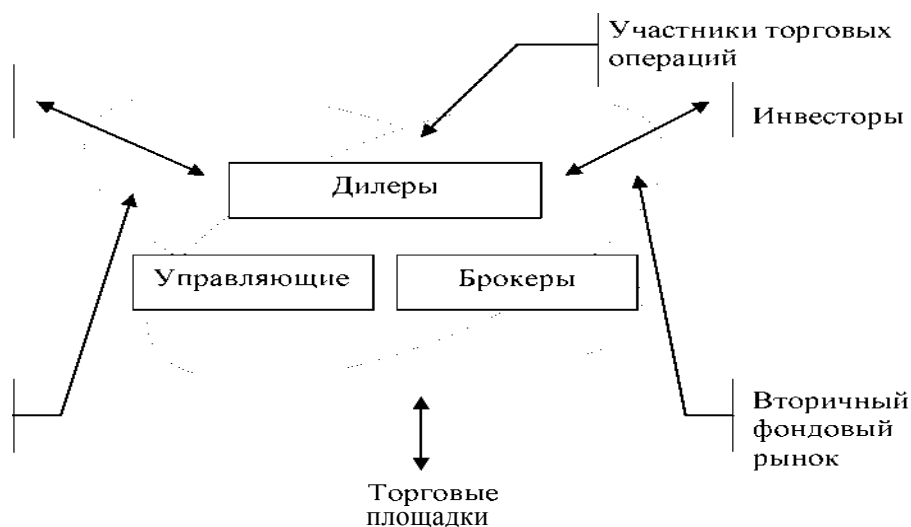 Участники торговых
операций
Инвесторы
Дилеры
Управляющие
Брокеры
Вторичный
фондовый
рынок
Торговые
площадки